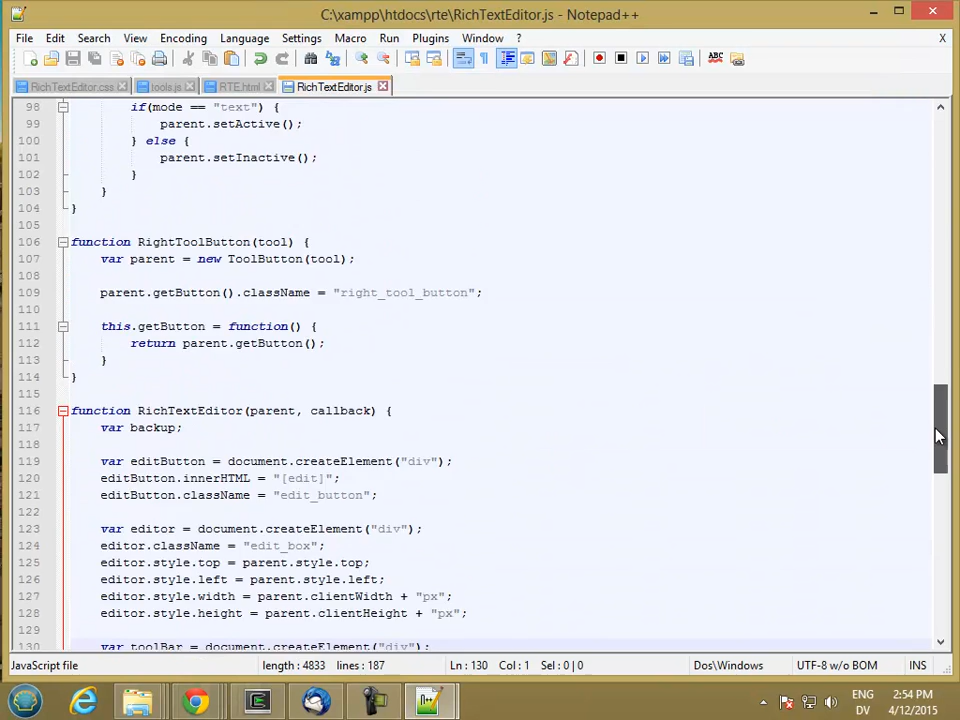 C:\xampp\htdocs\rte\RichTextEditor.js - Notepad++
File Edit Search View Encoding Language Settings Macro Run Plugins Window ? X
RichTextEditor.css tools.js RTE.html RichTextEditor.js
98 if(mode == "text") {
99 parent.setActive();
100 } else {
101 parent.setInactive();
102 }
103 }
104 }
105
106 function RightToolButton(tool) {
107 var parent = new ToolButton(tool);
108
109 parent.getButton().className = "right_tool_button";
110
111 this.getButton = function() {
112 return parent.getButton();
113 }
114 }
115
116 function RichTextEditor(parent, callback) {
117 var backup;
118
119 var editButton = document.createElement("div");
120 editButton.innerHTML = "[edit]";
121 editButton.className = "edit_button";
122
123 var editor = document.createElement("div");
124 editor.className = "edit_box";
125 editor.style.top = parent.style.top;
126 editor.style.left = parent.style.left;
127 editor.style.width = parent.clientWidth + "px";
128 editor.style.height = parent.clientHeight + "px";
129
130 var toolBar = document.createElement("div");
JavaScript file length : 4833 lines : 187 Ln : 130 Col : 1 Sel : 0 | 0 Dos\Windows UTF-8 w/o BOM INS
ENG 2:54 PM
DV 4/12/2015